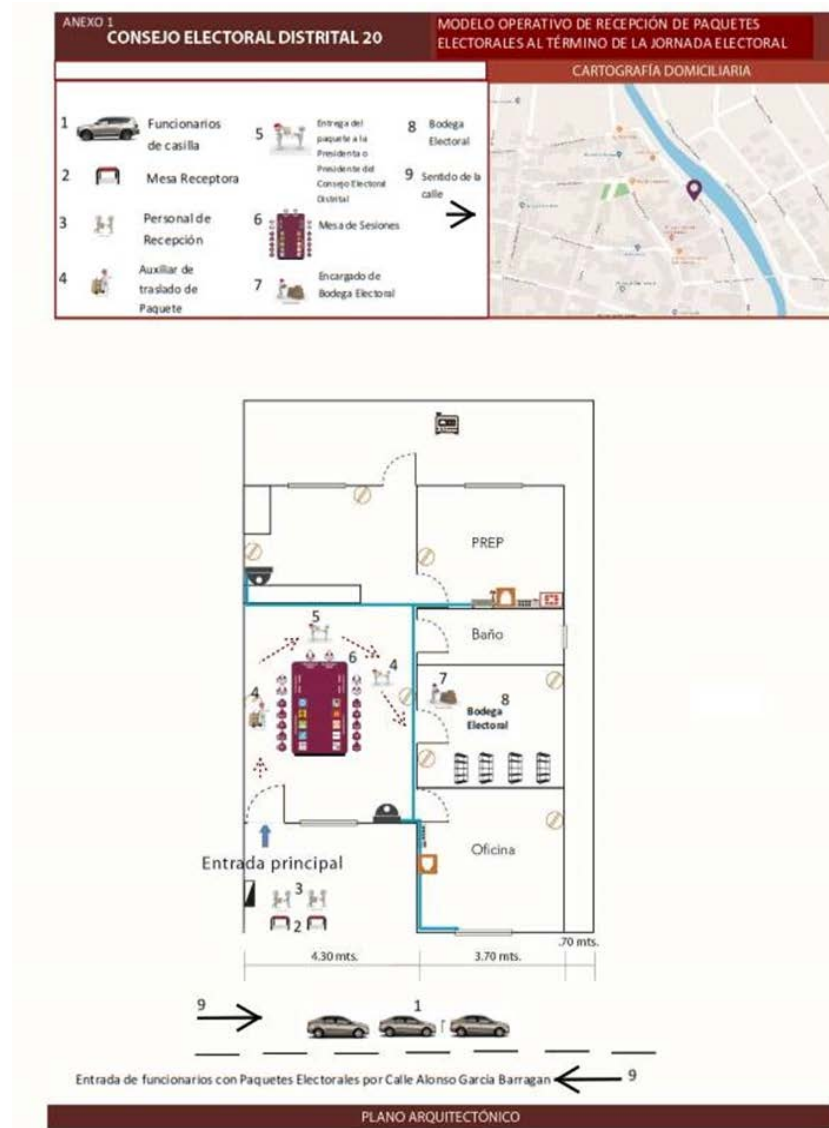 ANEXO 1
CONSEJO ELECTORAL DISTRITAL 20
MODELO OPERATIVO DE RECEPCIÓN DE PAQUETES
ELECTORALES AL TÉRMINO DE LA JORNADA ELECTORAL
CARTOGRAFÍA DOMICILIARIA
1
Funcionarios
de casilla
2
Mesa Receptora
3
Personal de
Recepción
4
Auxiliar de
traslado de
Paquete
5
Entrega del
paquete a la
Presidenta o
Presidente del
Consejo Electoral
Distrital
6
Mesa de Sesiones
7
Encargado de
Bodega Electoral
8
Bodega
Electoral
9
Sentido de la
calle
PREP
Baño
5
6
4
4
7
8
Bodega
Electoral
Oficina
Entrada principal
3
2
4.30 mts.
3.70 mts.
.70 mts.
9
1
Entrada de funcionarios con Paquetes Electorales por Calle Alonso García Barragan
9
PLANO ARQUITECTÓNICO